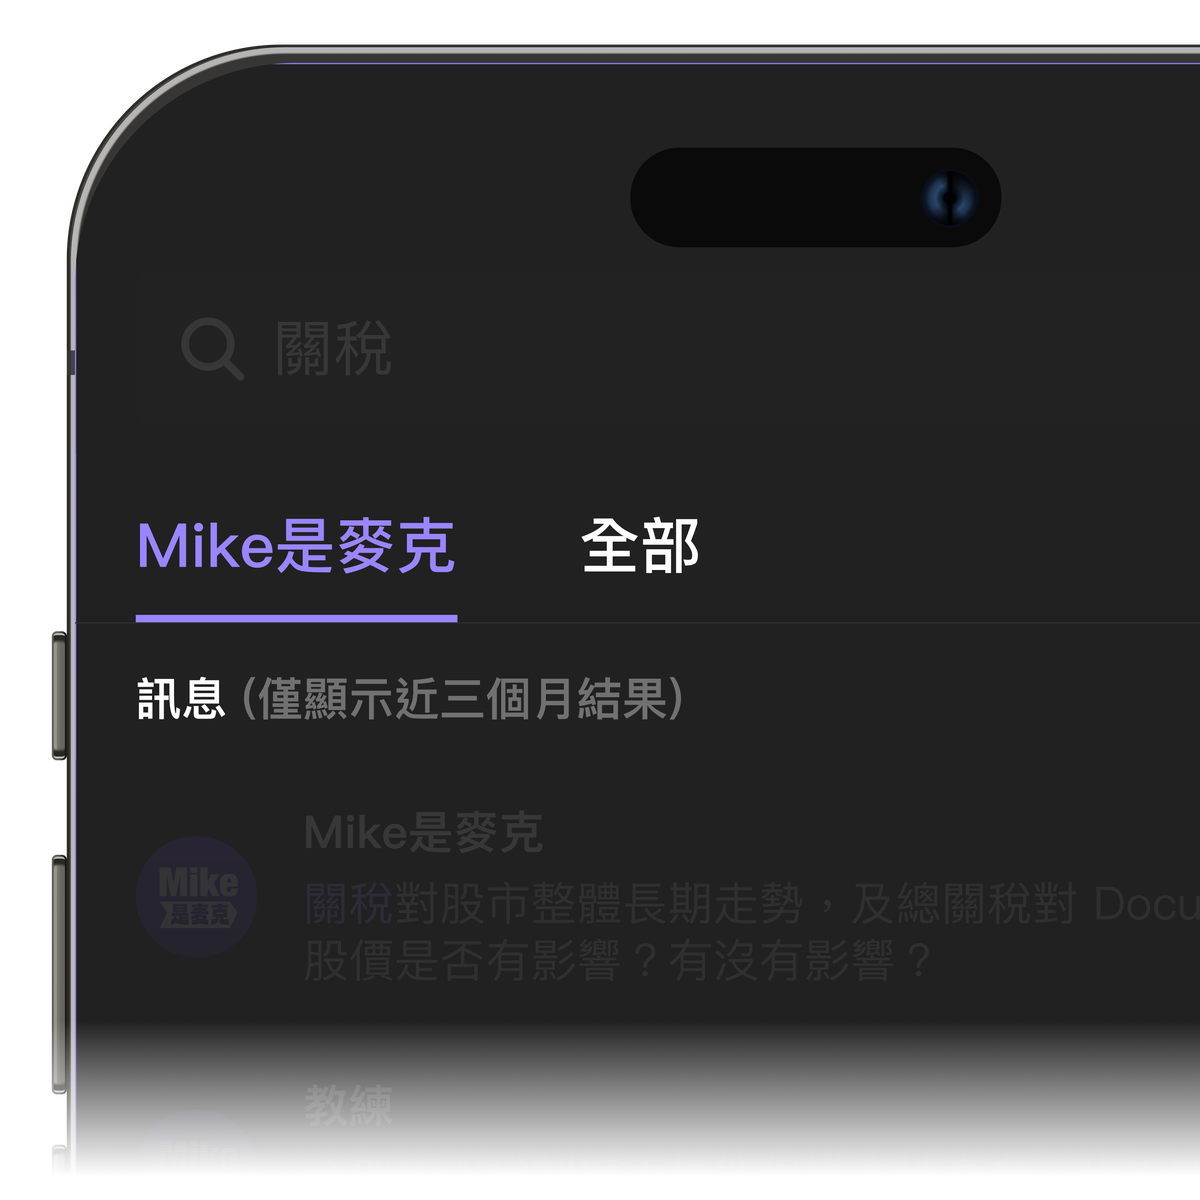 關稅
Mike是麥克
全部
訊息 (僅顯示近三個月結果)
Mike是麥克
Mike
是麥克
關稅對股市整體長期走勢，及總關稅對 Docu
股價是否有影響？有沒有影響？
教練
Mike